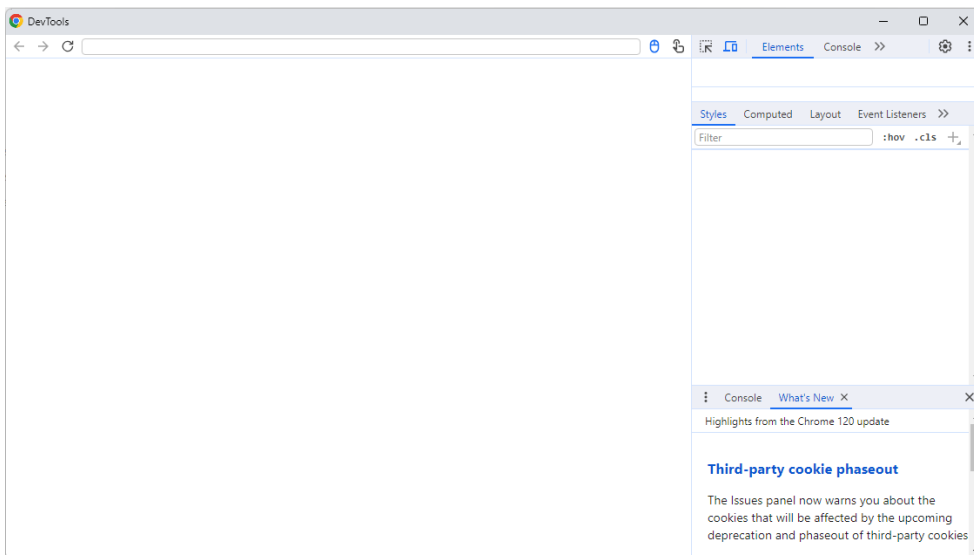 DevTools
Elements Console
Styles Computed Layout Event Listeners
Filter :hov .cls
Console What's New
Highlights from the Chrome 120 update
Third-party cookie phaseout
The Issues panel now warns you about the
cookies that will be affected by the upcoming
deprecation and phaseout of third-party cookies